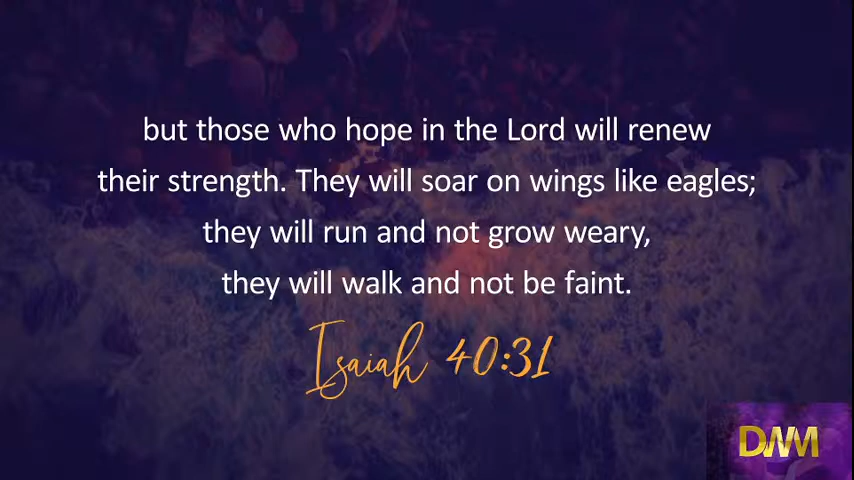 but those who hope in the Lord will renew
their strength. They will soar on wings like eagles;
they will run and not grow weary,
they will walk and not be faint.
Isaiah 40:31
DWM